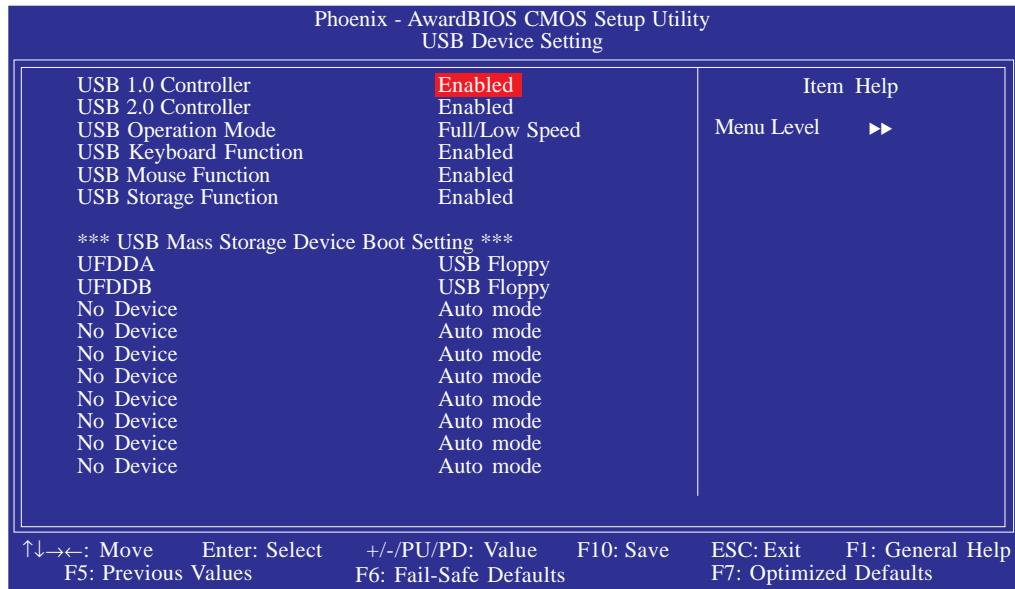 Phoenix - AwardBIOS CMOS Setup Utility
USB Device Setting
USB 1.0 Controller Enabled
USB 2.0 Controller Enabled
USB Operation Mode Full/Low Speed
USB Keyboard Function Enabled
USB Mouse Function Enabled
USB Storage Function Enabled
*** USB Mass Storage Device Boot Setting ***
UFDDA USB Floppy
UFDDB USB Floppy
No Device Auto mode
No Device Auto mode
No Device Auto mode
No Device Auto mode
No Device Auto mode
No Device Auto mode
No Device Auto mode
No Device Auto mode
Item Help
Menu Level ▶▶
↑↓→←: Move Enter: Select +/-/PU/PD: Value F10: Save ESC: Exit F1: General Help
F5: Previous Values F6: Fail-Safe Defaults F7: Optimized Defaults